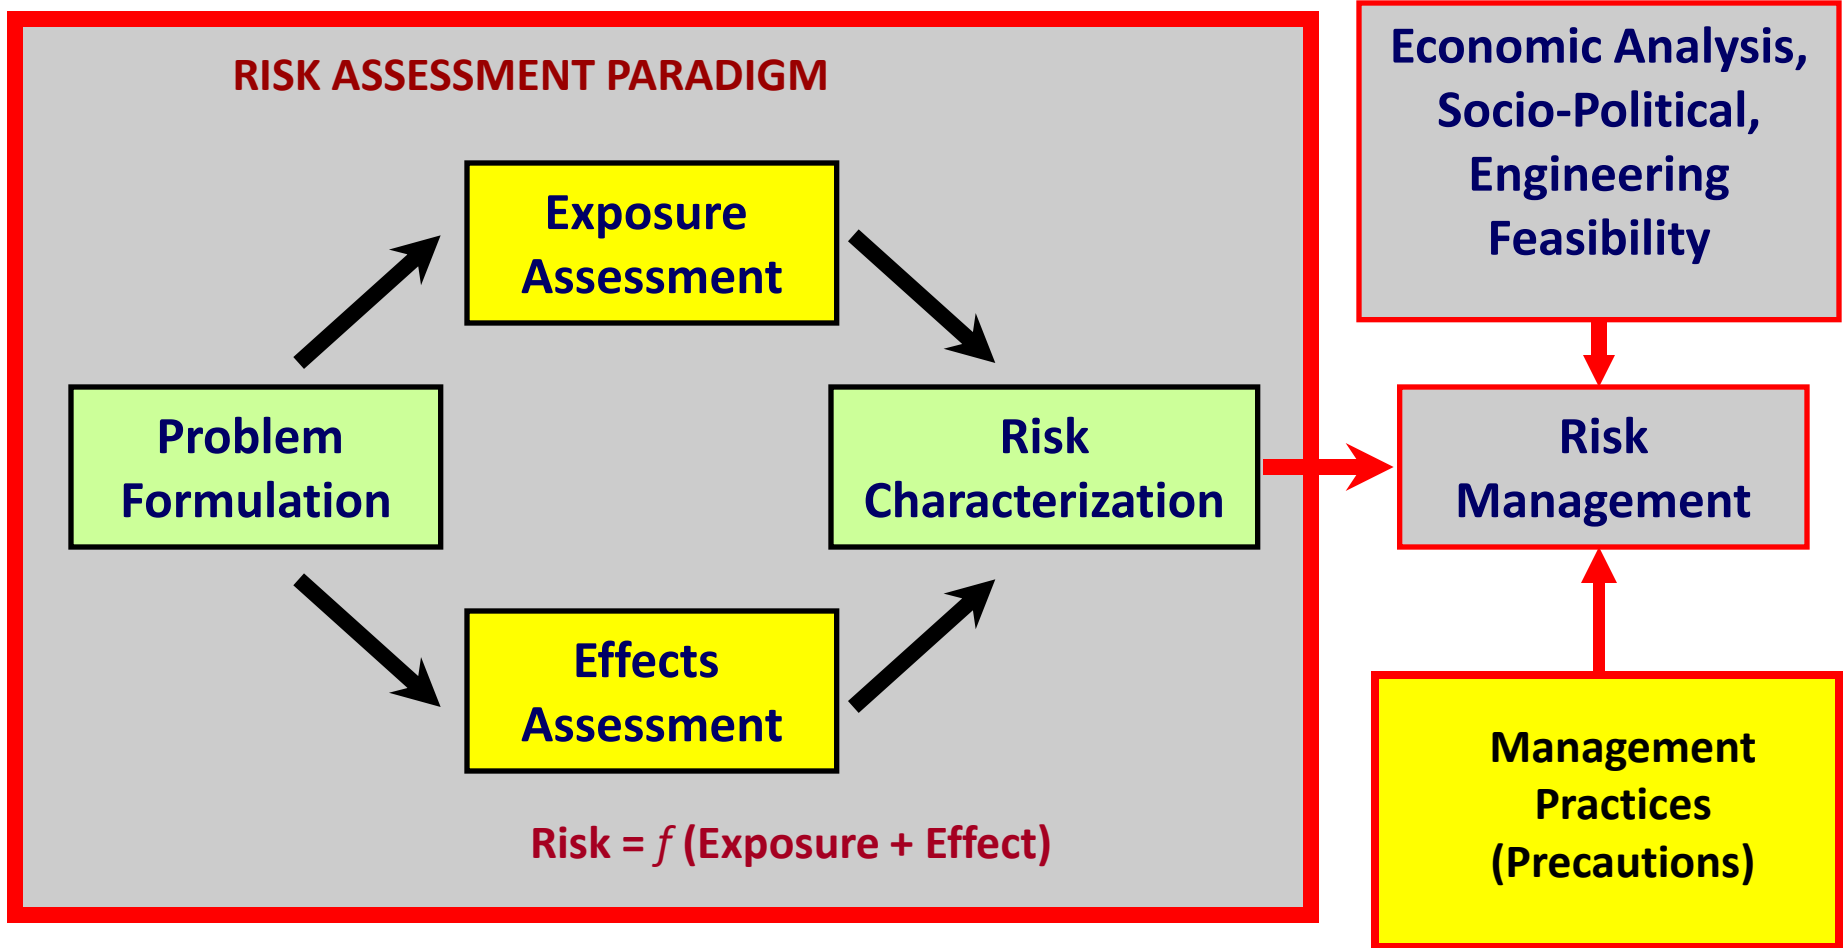 RISK ASSESSMENT PARADIGM
Exposure
Assessment
Problem
Formulation
Risk
Characterization
Effects
Assessment
Risk = f (Exposure + Effect)
Economic Analysis,
Socio-Political,
Engineering
Feasibility
Risk
Management
Management
Practices
(Precautions)